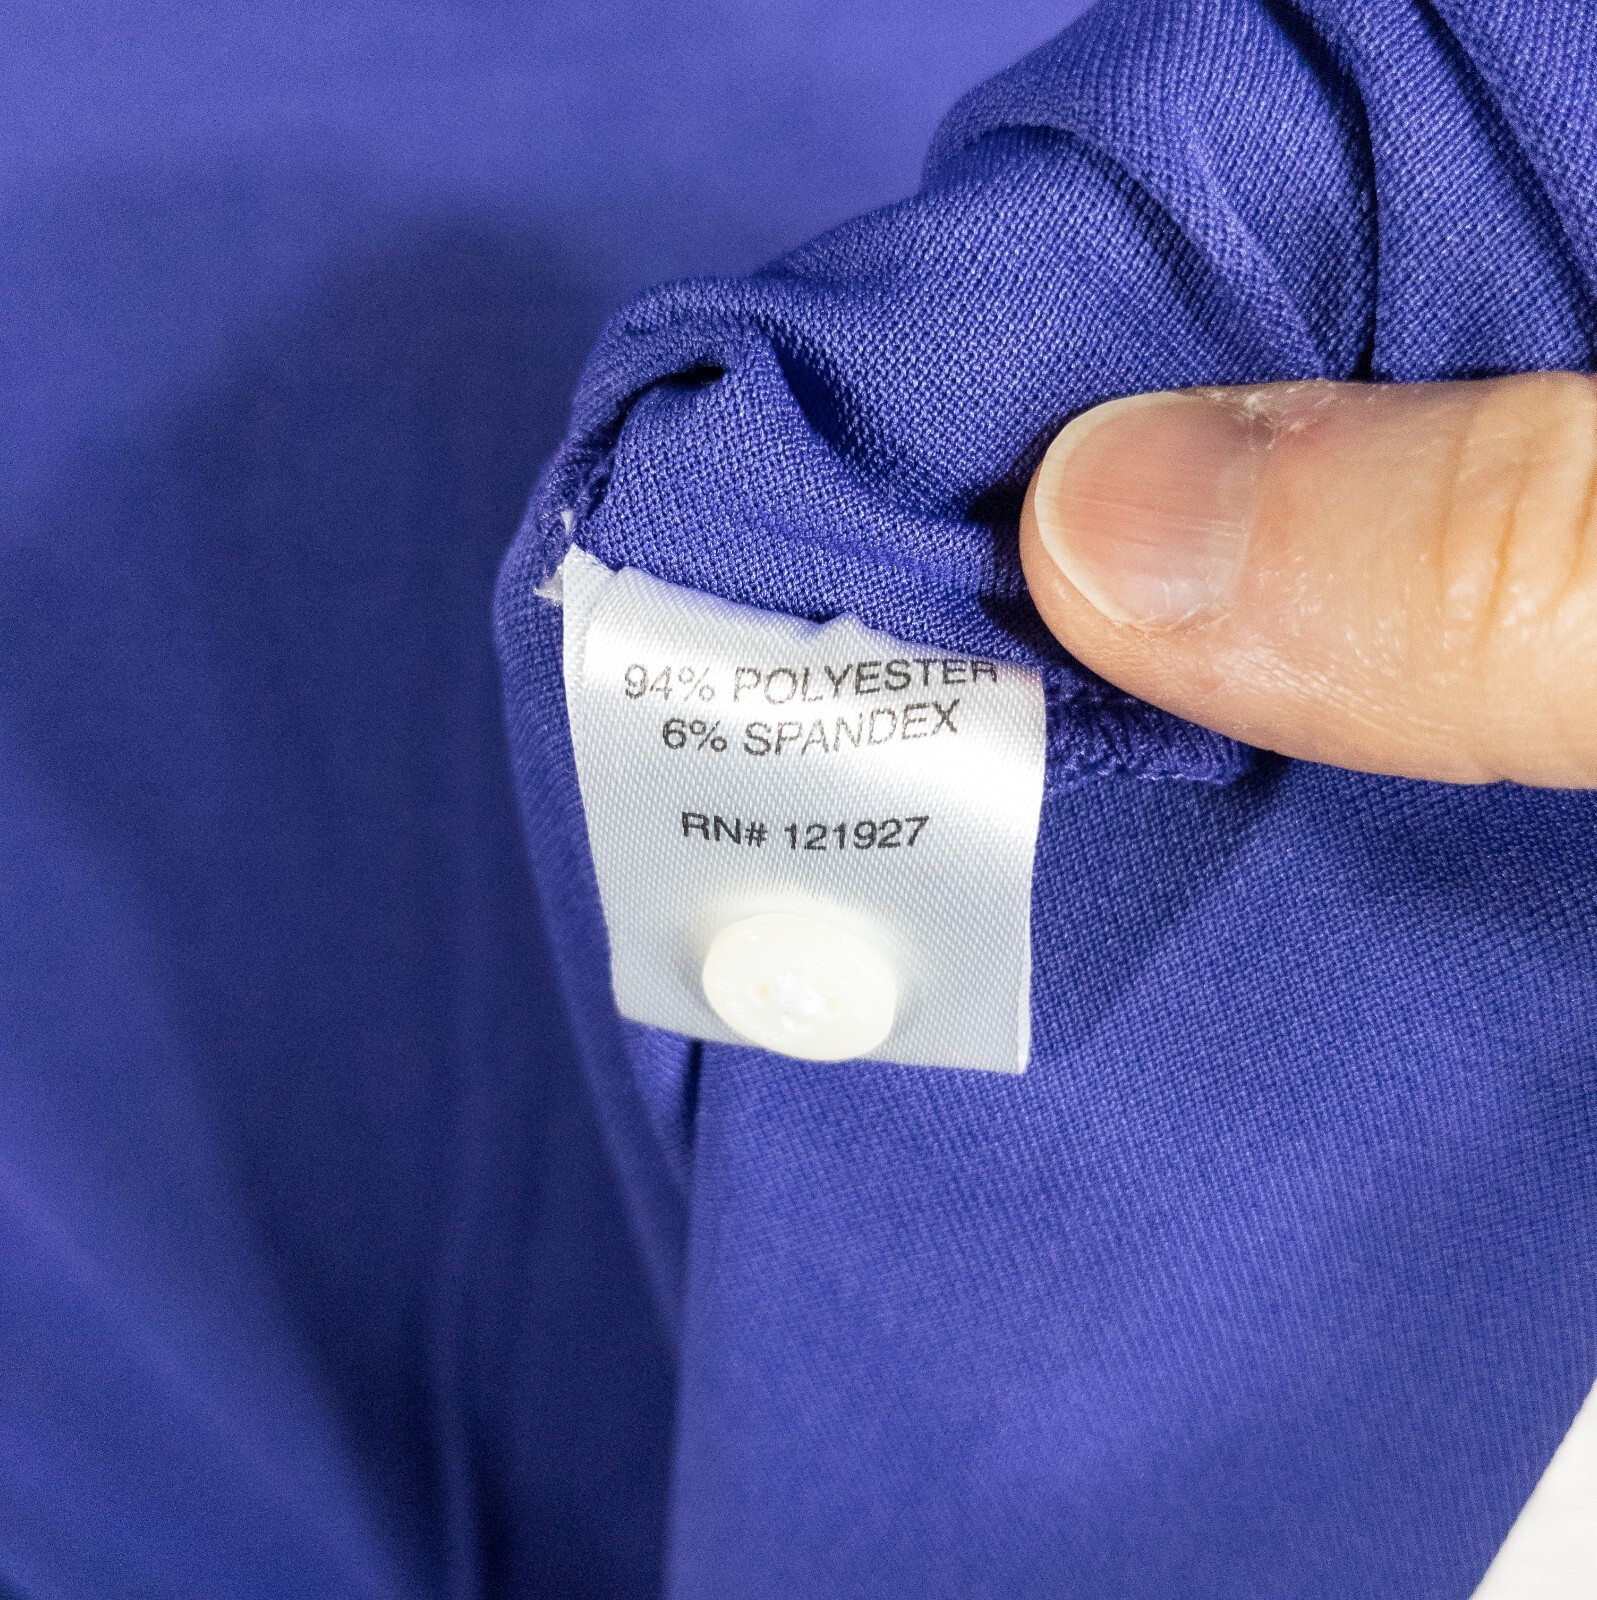 94% POLYESTER
6% SPANDEX
RN# 121927